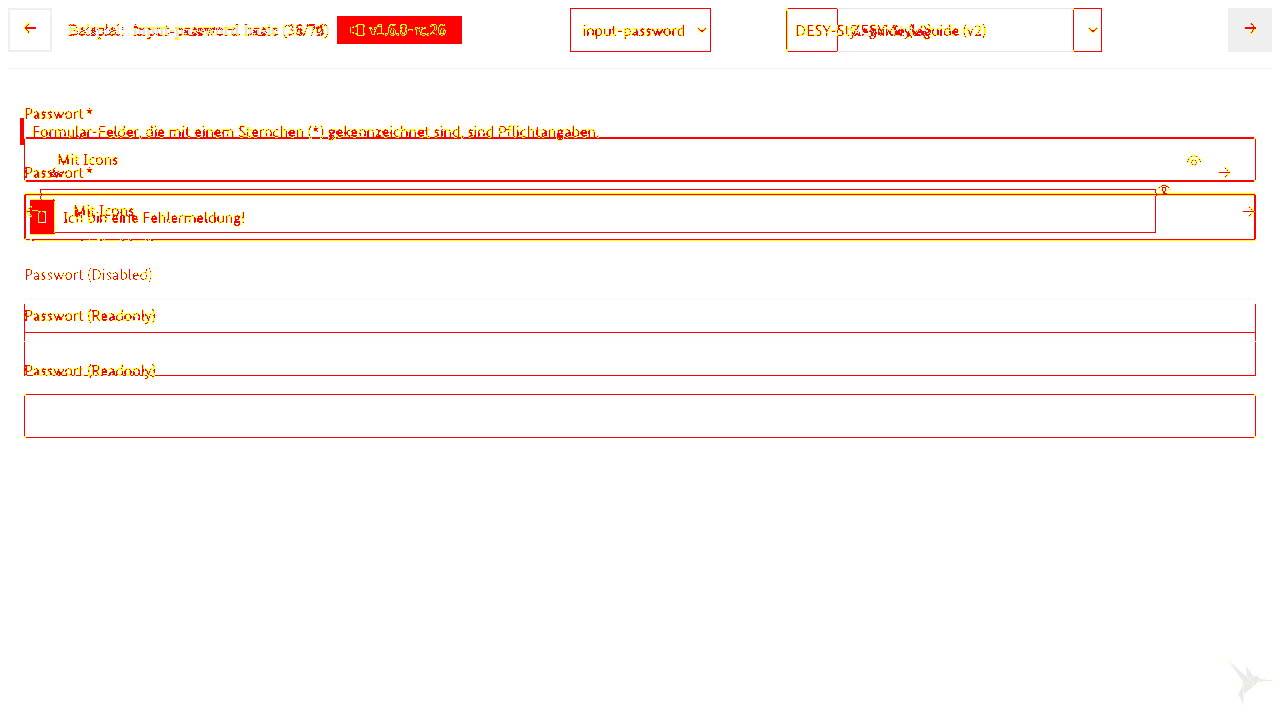 Beispiel: input-password basic (38/76) v1.6.0-rc.26 input-password DESY-Styleguide (v2)
Passwort *
Formular-Felder, die mit einem Sternchen (*) gekennzeichnet sind, sind Pflichtangaben.
Mit Icons
Passwort *
Mit Icons
Ich bin eine Fehlermeldung!
Passwort (Disabled)
Passwort (Readonly)
Passwort (Readonly)